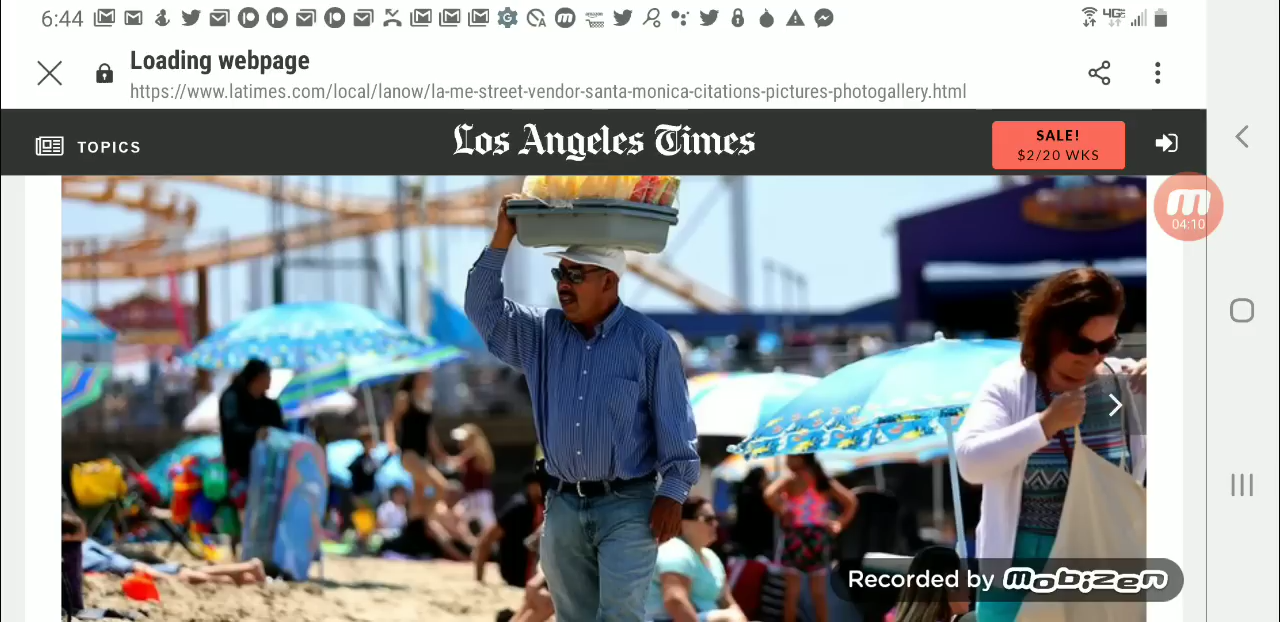 6:44
4GE
Loading webpage
https://www.latimes.com/local/lanow/la-me-street-vendor-santa-monica-citations-pictures-photogallery.html
TOPICS
Los Angeles Times
SALE!
$2/20 WKS
m
04:10
Recorded by mobizen